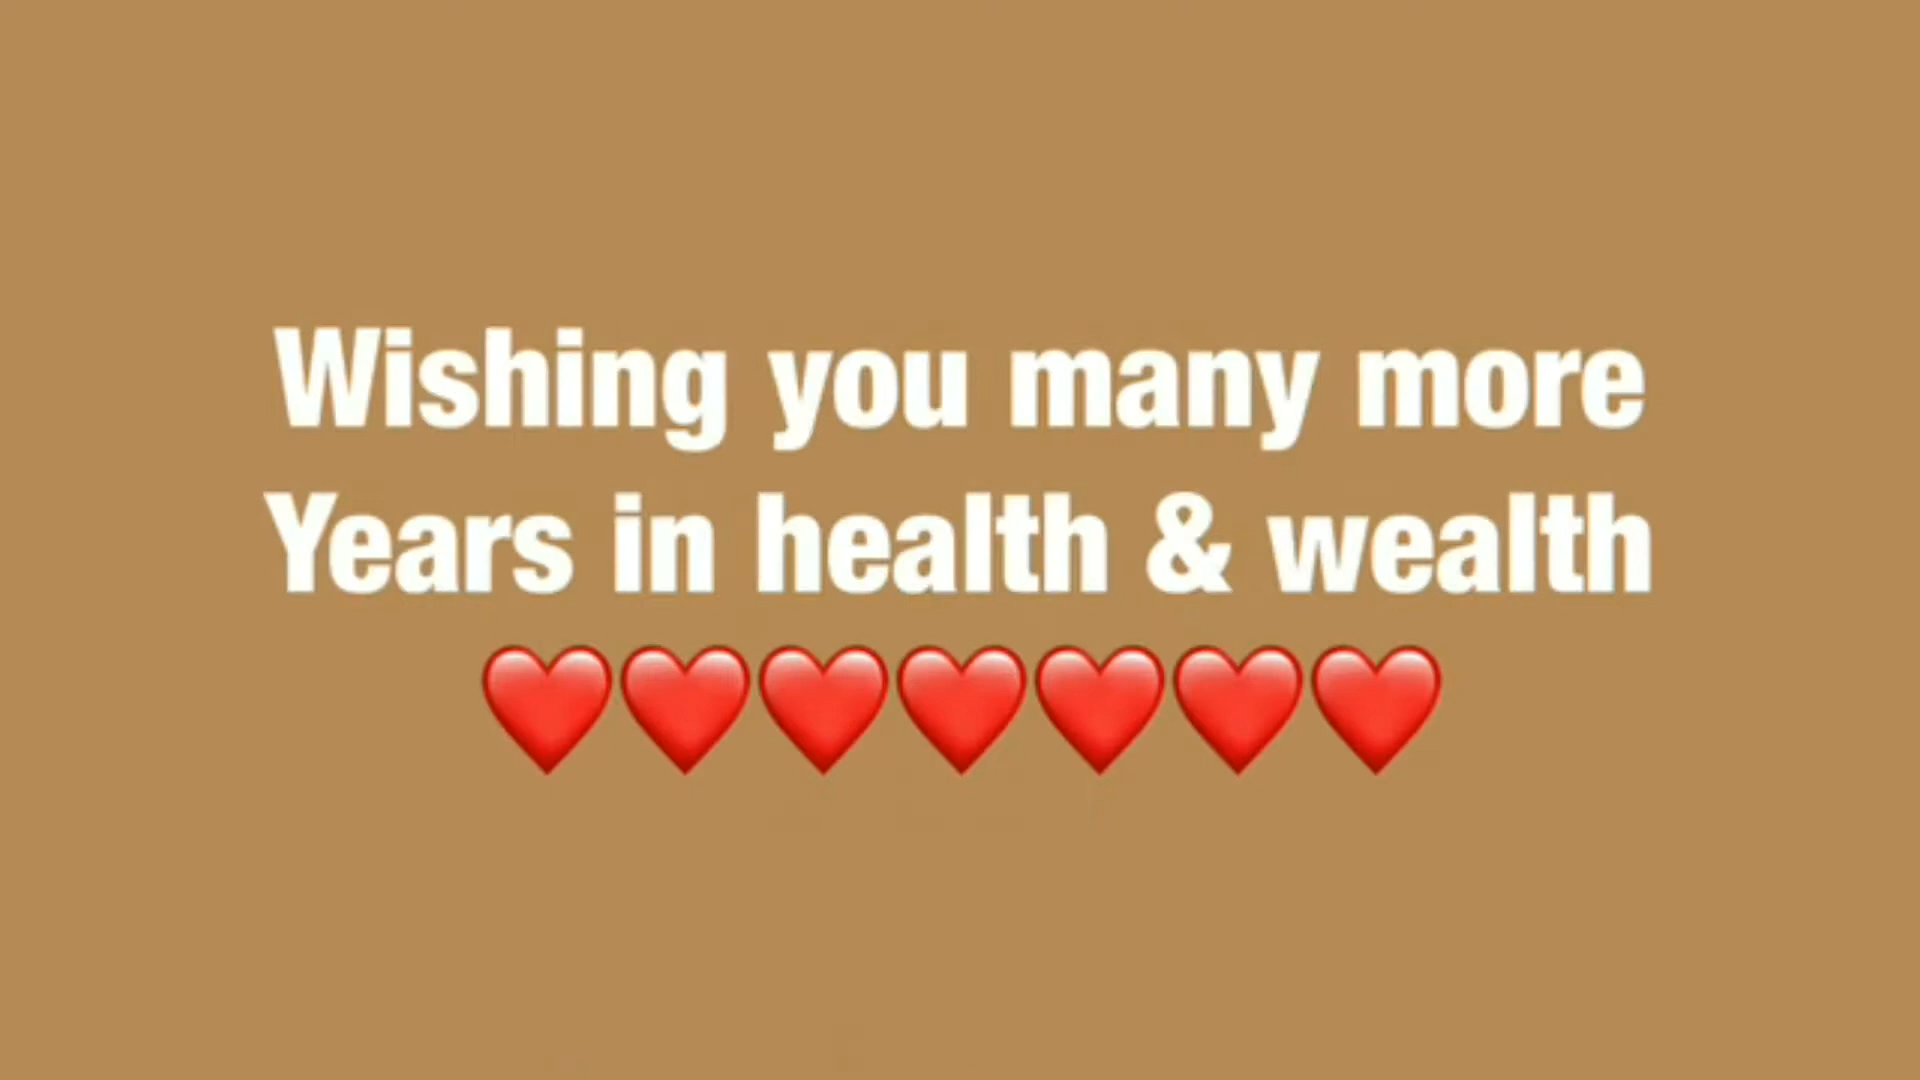 Wishing you many more
Years in health & wealth
❤️❤️❤️❤️❤️❤️❤️